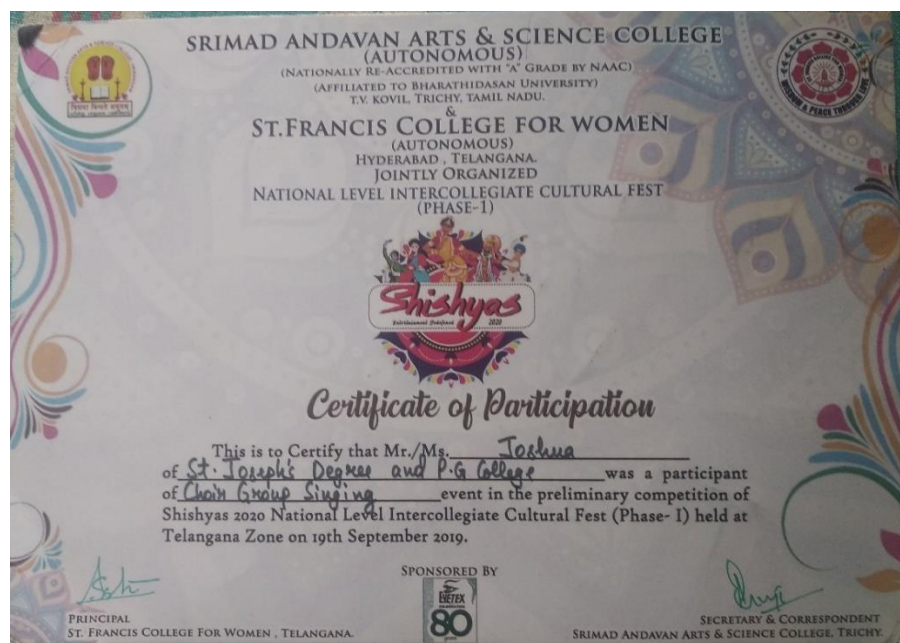 SRIMAD ANDAVAN ARTS & SCIENCE COLLEGE
(AUTONOMOUS)
(NATIONALLY RE-ACCREDITED WITH "A" GRADE BY NAAC)
(AFFILIATED TO BHARATHIDASAN UNIVERSITY)
T.V. KOVIL, TRICHY, TAMIL NADU.
&
ST.FRANCIS COLLEGE FOR WOMEN
(AUTONOMOUS)
HYDERABAD , TELANGANA.
JOINTLY ORGANIZED
NATIONAL LEVEL INTERCOLLEGIATE CULTURAL FEST
(PHASE-1)
Shishyas
2020
Certificate of Participation
This is to Certify that Mr./Ms. Joshua
of St. Joseph's Degree and P.G College was a participant
of Choir Group Singing event in the preliminary competition of
Shishyas 2020 National Level Intercollegiate Cultural Fest (Phase- I) held at
Telangana Zone on 19th September 2019.
SPONSORED BY
80
PRINCIPAL
ST. FRANCIS COLLEGE FOR WOMEN , TELANGANA.
SECRETARY & CORRESPONDENT
SRIMAD ANDAVAN ARTS & SCIENCE COLLEGE. TRICHY.